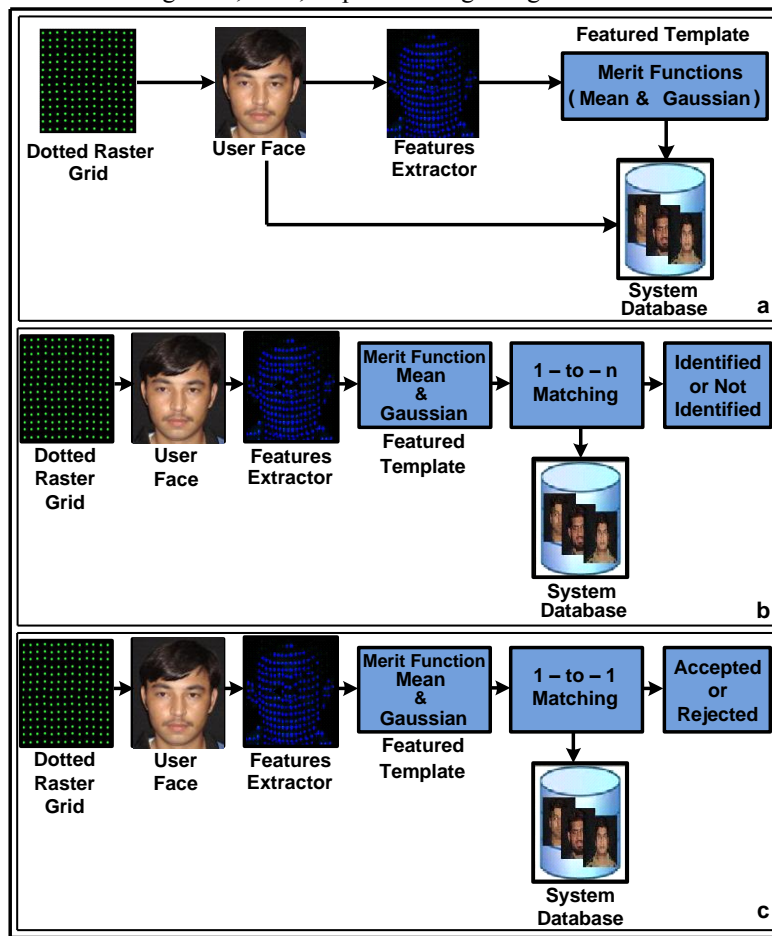 Featured Template
Merit Functions
( Mean & Gaussian )
Dotted Raster
Grid
User Face
Features
Extractor
System
Database
a
Merit Function
Mean
&
Gaussian
1 – to – n
Matching
Identified
or Not
Identified
Dotted
Raster
Grid
User
Face
Features
Extractor
Featured
Template
System
Database
b
Merit Function
Mean
&
Gaussian
1 – to – 1
Matching
Accepted
or
Rejected
Dotted
Raster
Grid
User
Face
Features
Extractor
Featured
Template
System
Database
c